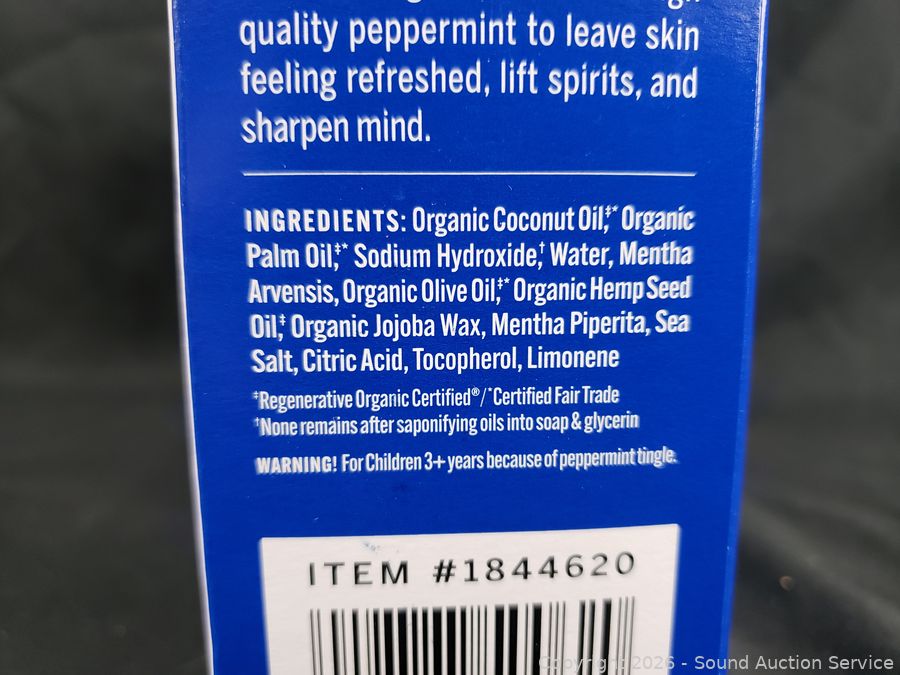 quality peppermint to leave skin
feeling refreshed, lift spirits, and
sharpen mind.
INGREDIENTS: Organic Coconut Oil,‡* Organic
Palm Oil,‡* Sodium Hydroxide,† Water, Mentha
Arvensis, Organic Olive Oil,‡* Organic Hemp Seed
Oil,‡ Organic Jojoba Wax, Mentha Piperita, Sea
Salt, Citric Acid, Tocopherol, Limonene
‡Regenerative Organic Certified®/*Certified Fair Trade
†None remains after saponifying oils into soap & glycerin
WARNING! For Children 3+ years because of peppermint tingle.
ITEM #1844620
Copyright 2026 - Sound Auction Service